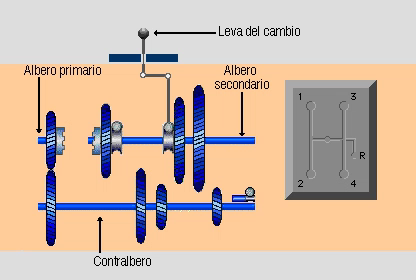 Leva del cambio
Albero primario
Albero
secondario
1 3
R
2 4
Contralbero